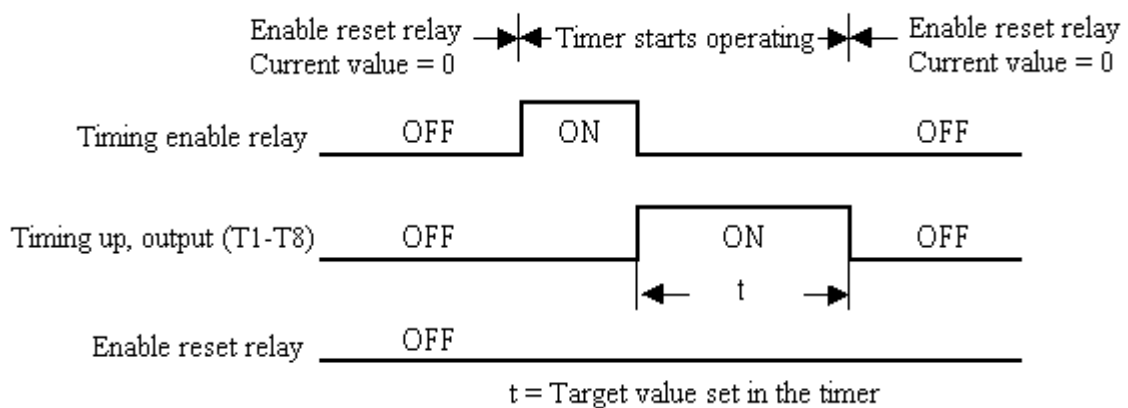 Enable reset relay
Current value = 0
Timer starts operating
Enable reset relay
Current value = 0
Timing enable relay
OFF
ON
OFF
Timing up, output (T1-T8)
OFF
ON
OFF
t
Enable reset relay
OFF
t = Target value set in the timer